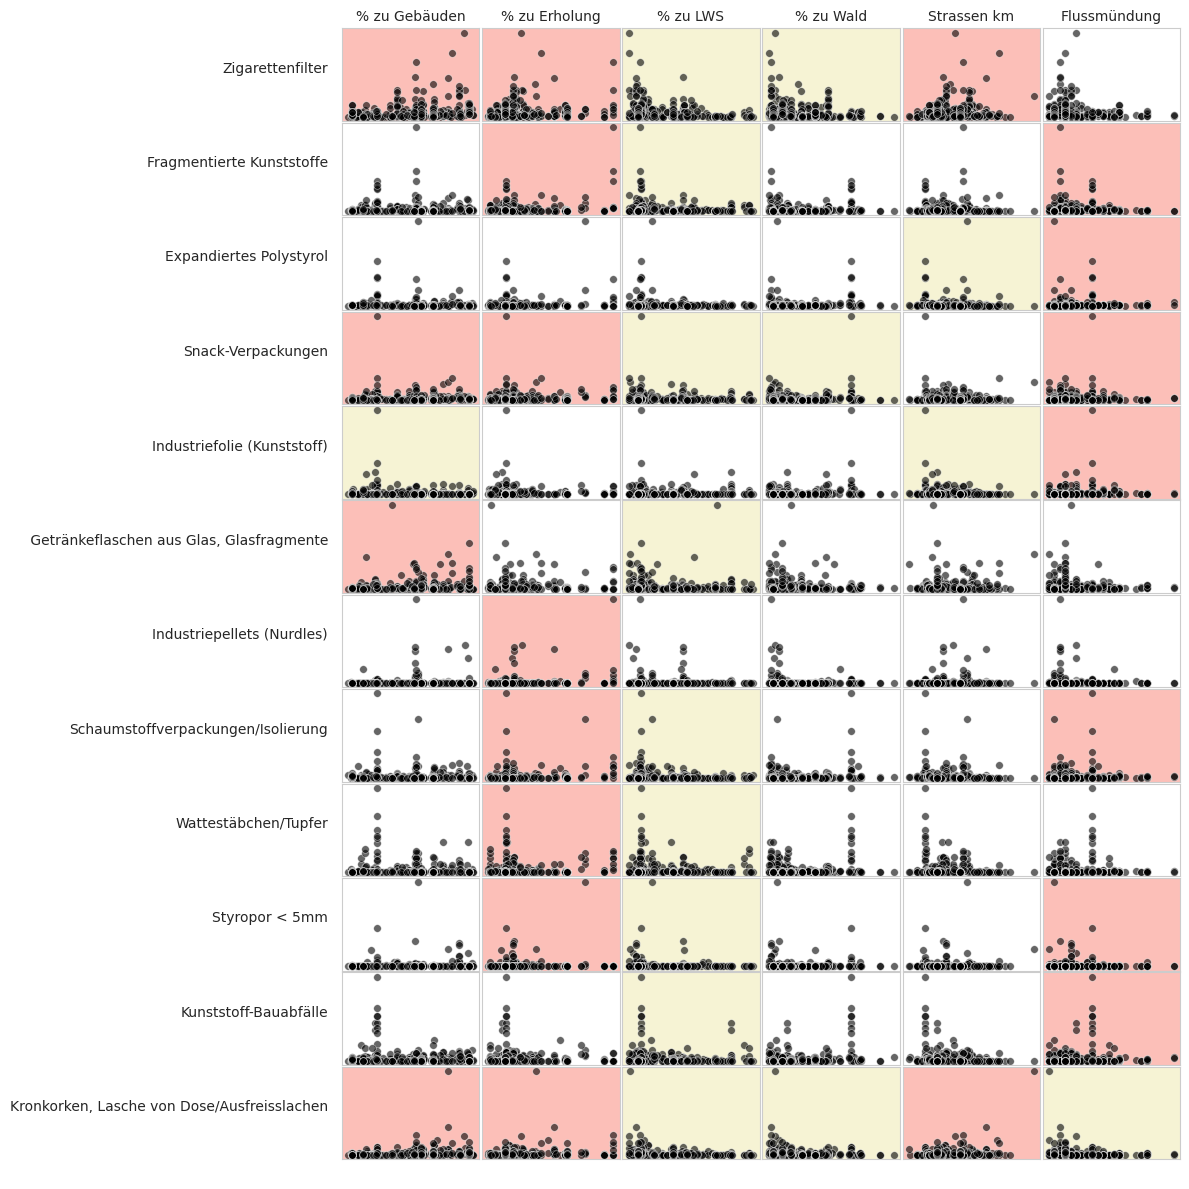 % zu Gebäuden % zu Erholung % zu LWS % zu Wald Strassen km Flussmündung
Zigarettenfilter
Fragmentierte Kunststoffe
Expandiertes Polystyrol
Snack-Verpackungen
Industriefolie (Kunststoff)
Getränkeflaschen aus Glas, Glasfragmente
Industriepellets (Nurdles)
Schaumstoffverpackungen/Isolierung
Wattestäbchen/Tupfer
Styropor < 5mm
Kunststoff-Bauabfälle
Kronkorken, Lasche von Dose/Ausfreisslachen